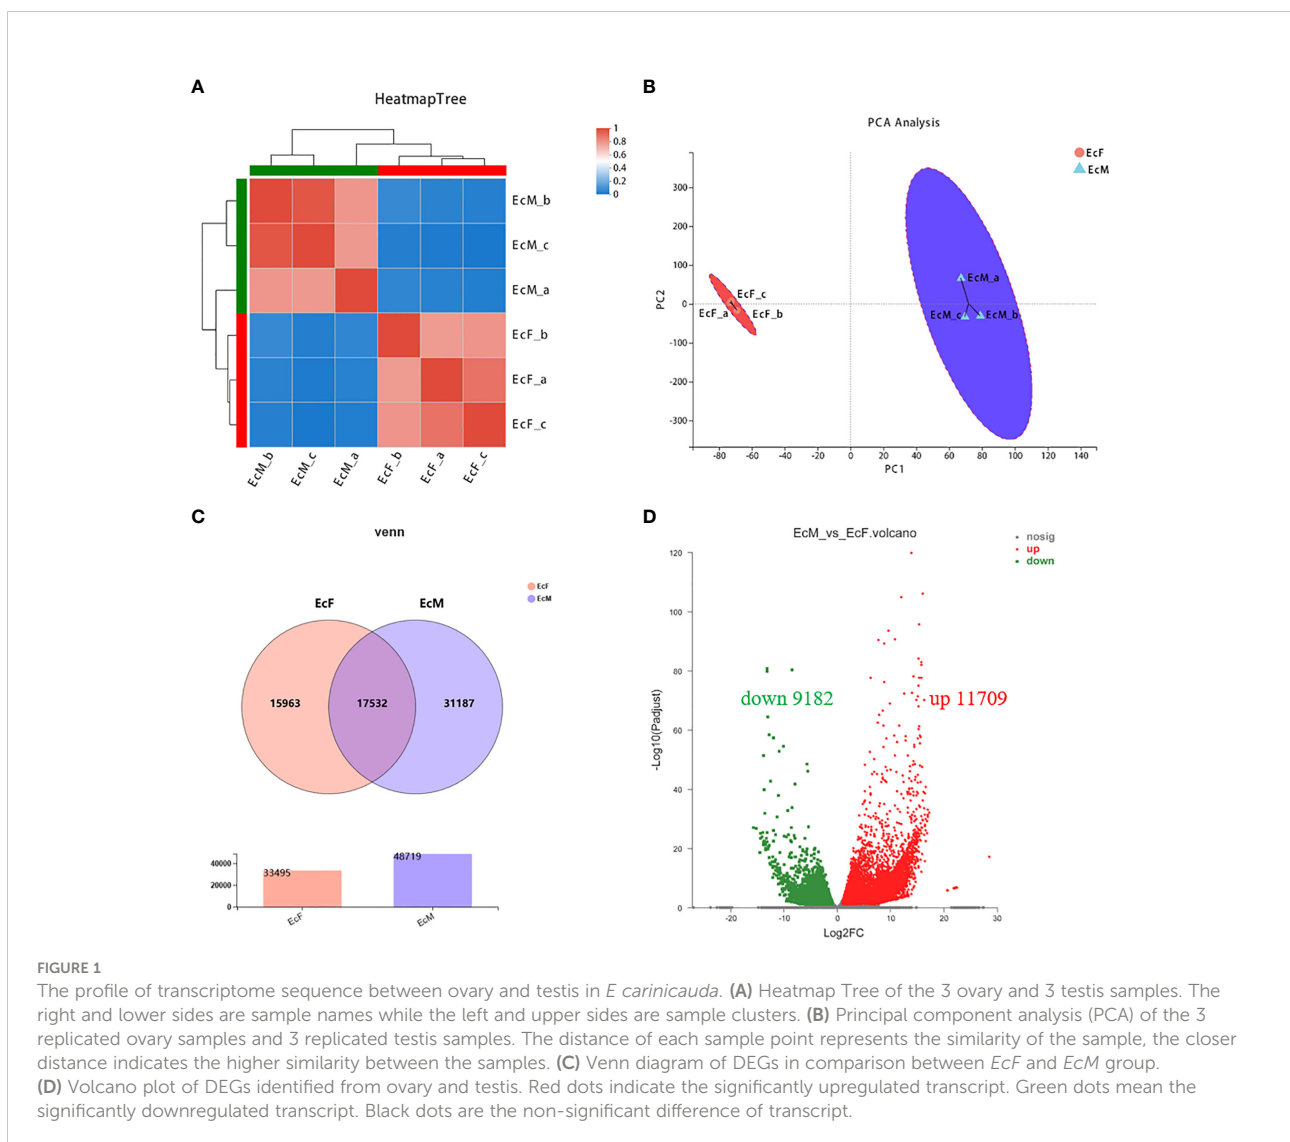 A
HeatmapTree
1
0.8
0.6
0.4
0.2
0
EcM_b
EcM_c
EcM_a
EcF_b
EcF_a
EcF_c
EcM_b
EcM_c
EcM_a
EcF_b
EcF_a
EcF_c
B
PCA Analysis
EcF
EcM
300
200
100
0
-100
-200
-300
PC2
EcM_a
EcF_c
EcF_a
EcF_b
EcM_c
EcM_b
-80 -60 -40 -20 0 20 40 60 80 100 120 140
PC1
C
venn
EcF
EcM
EcF EcM
15963 17532 31187
40000
20000
0
33495
48719
EcF
EcM
D
EcM_vs_EcF.volcano
nosig
up
down
120
100
80
60
40
20
0
-Log10(Padjust)
down 9182
up 11709
-20 -10 0 10 20 30
Log2FC
FIGURE 1
The profile of transcriptome sequence between ovary and testis in E carinicauda. (A) Heatmap Tree of the 3 ovary and 3 testis samples. The
right and lower sides are sample names while the left and upper sides are sample clusters. (B) Principal component analysis (PCA) of the 3
replicated ovary samples and 3 replicated testis samples. The distance of each sample point represents the similarity of the sample, the closer
distance indicates the higher similarity between the samples. (C) Venn diagram of DEGs in comparison between EcF and EcM group.
(D) Volcano plot of DEGs identified from ovary and testis. Red dots indicate the significantly upregulated transcript. Green dots mean the
significantly downregulated transcript. Black dots are the non-significant difference of transcript.